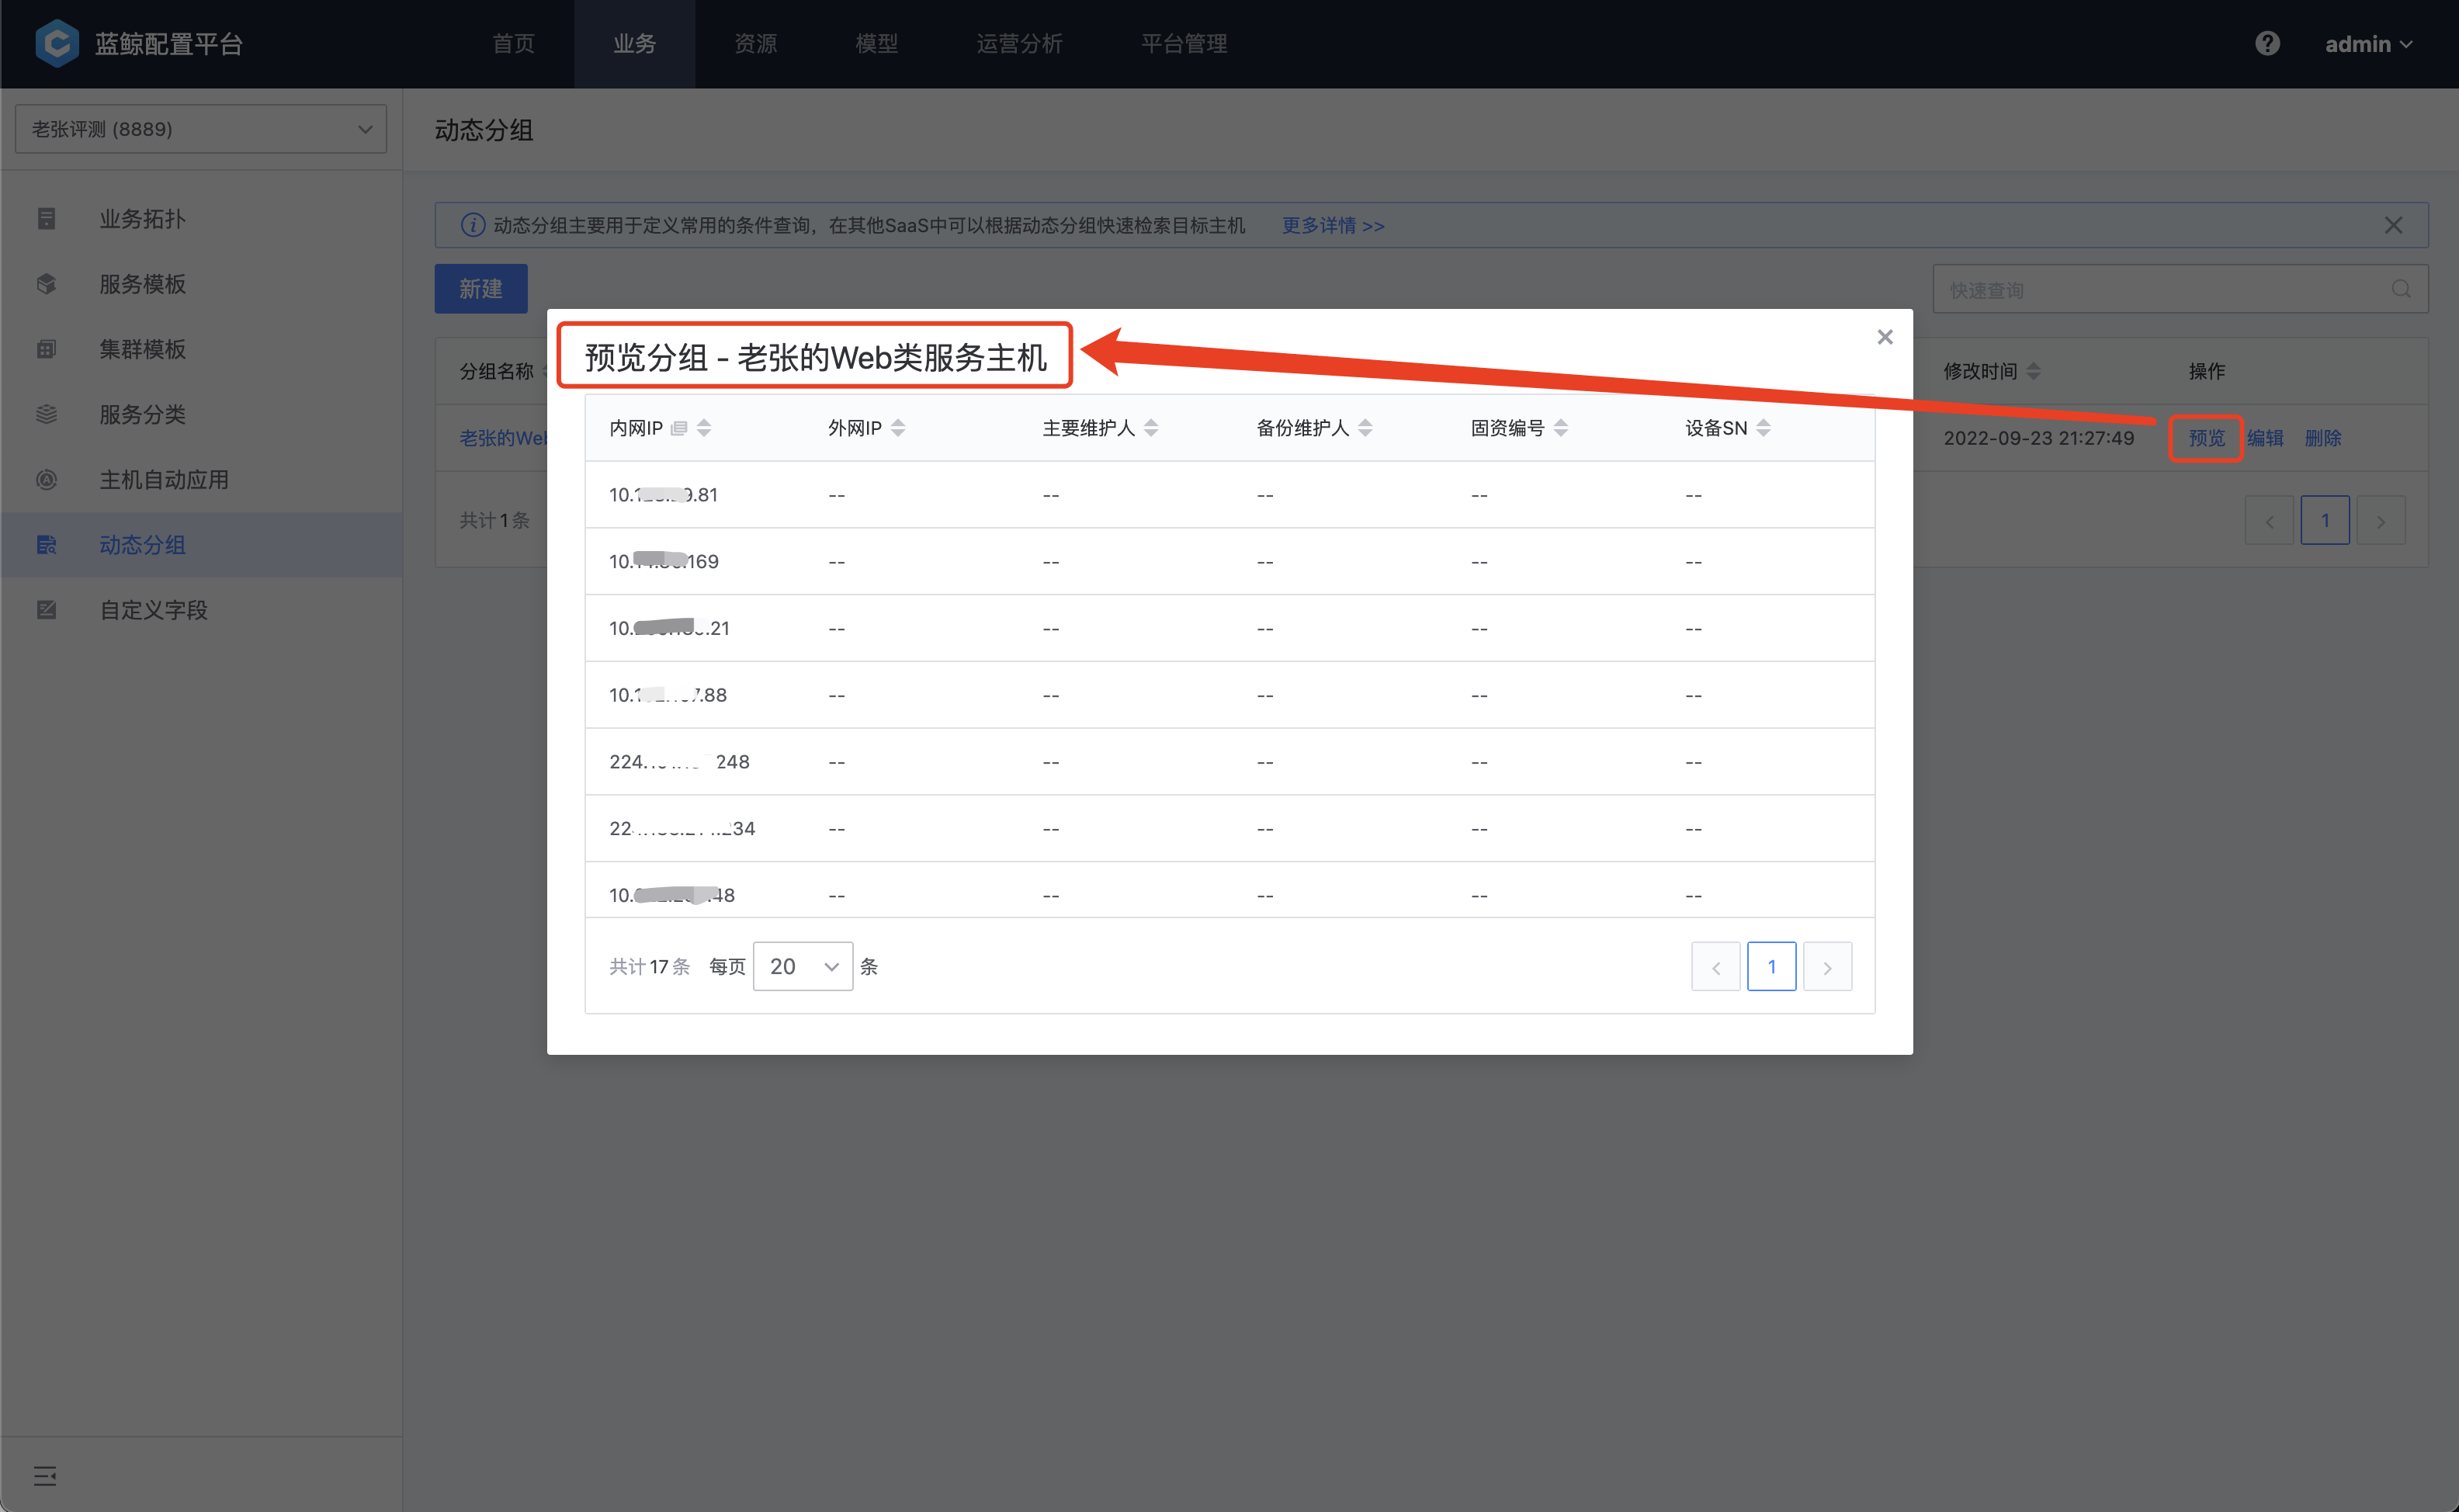 蓝鲸配置平台 首页 业务 资源 模型 运营分析 平台管理 admin
老张评测 (8889)
业务拓扑
服务模板
集群模板
服务分类
主机自动应用
动态分组
自定义字段
动态分组
动态分组主要用于定义常用的条件查询，在其他SaaS中可以根据动态分组快速检索目标主机 更多详情 >>
新建 快速查询
分组名称 修改时间 操作
老张的Web 2022-09-23 21:27:49 预览 编辑 删除
共计 1 条 1
预览分组 - 老张的Web类服务主机
内网IP 外网IP 主要维护人 备份维护人 固资编号 设备SN
10. .81 -- -- -- -- --
10. .169 -- -- -- -- --
10. .21 -- -- -- -- --
10. .88 -- -- -- -- --
224. 248 -- -- -- -- --
22 .234 -- -- -- -- --
10. 48 -- -- -- -- --
共计 17 条 每页 20 条 1